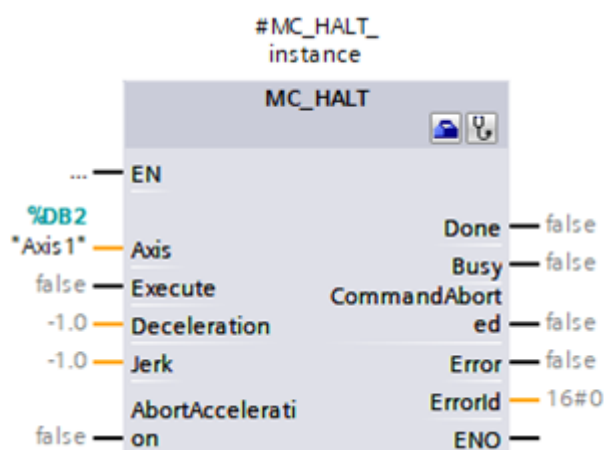 #MC_HALT_
instance
MC_HALT
... EN
%DB2
"Axis1" Axis
Done false
Busy false
false Execute
CommandAbort
ed false
-1.0 Deceleration
-1.0 Jerk
Error false
AbortAccelerati
false on
ErrorId 16#0
ENO